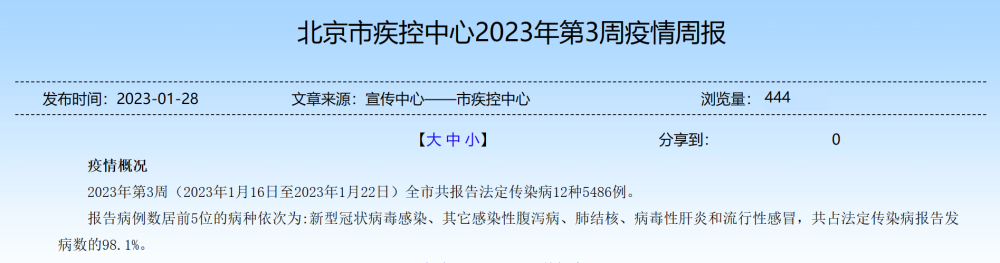 北京市疾控中心2023年第3周疫情周报
发布时间：2023-01-28 文章来源：宣传中心——市疾控中心 浏览量： 444
【大 中 小】 分享到： 0
疫情概况
2023年第3周（2023年1月16日至2023年1月22日）全市共报告法定传染病12种5486例。
报告病例数居前5位的病种依次为:新型冠状病毒感染、其它感染性腹泻病、肺结核、病毒性肝炎和流行性感冒，共占法定传染病报告发
病数的98.1%。